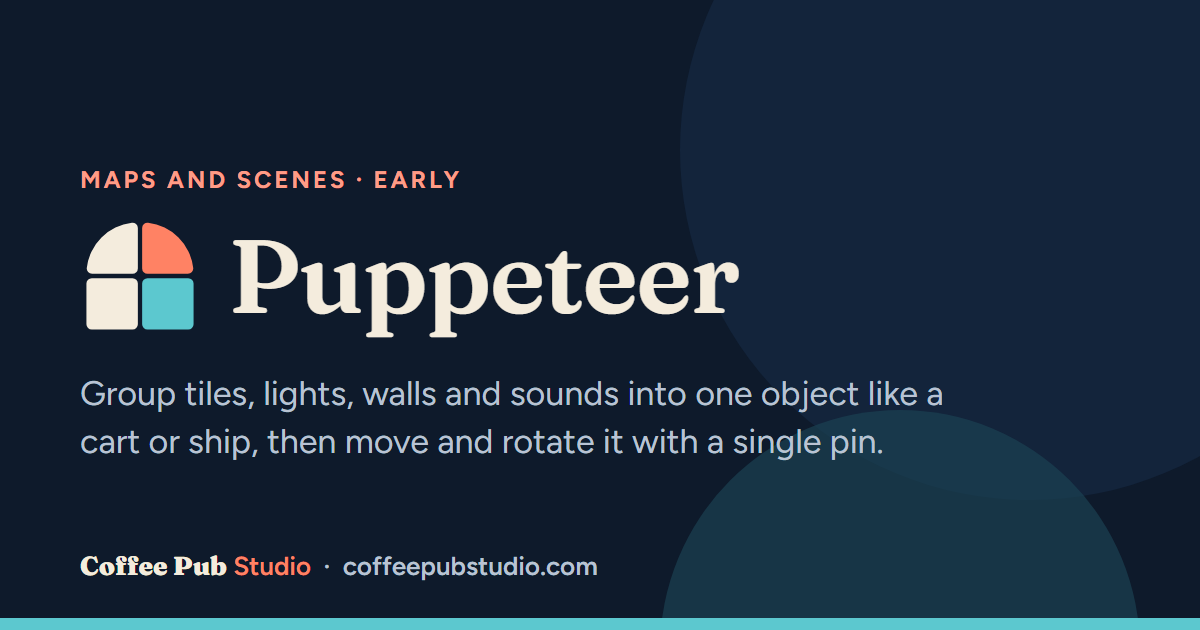 MAPS AND SCENES · EARLY
Puppeteer
Group tiles, lights, walls and sounds into one object like a
cart or ship, then move and rotate it with a single pin.
Coffee Pub Studio · coffeepubstudio.com